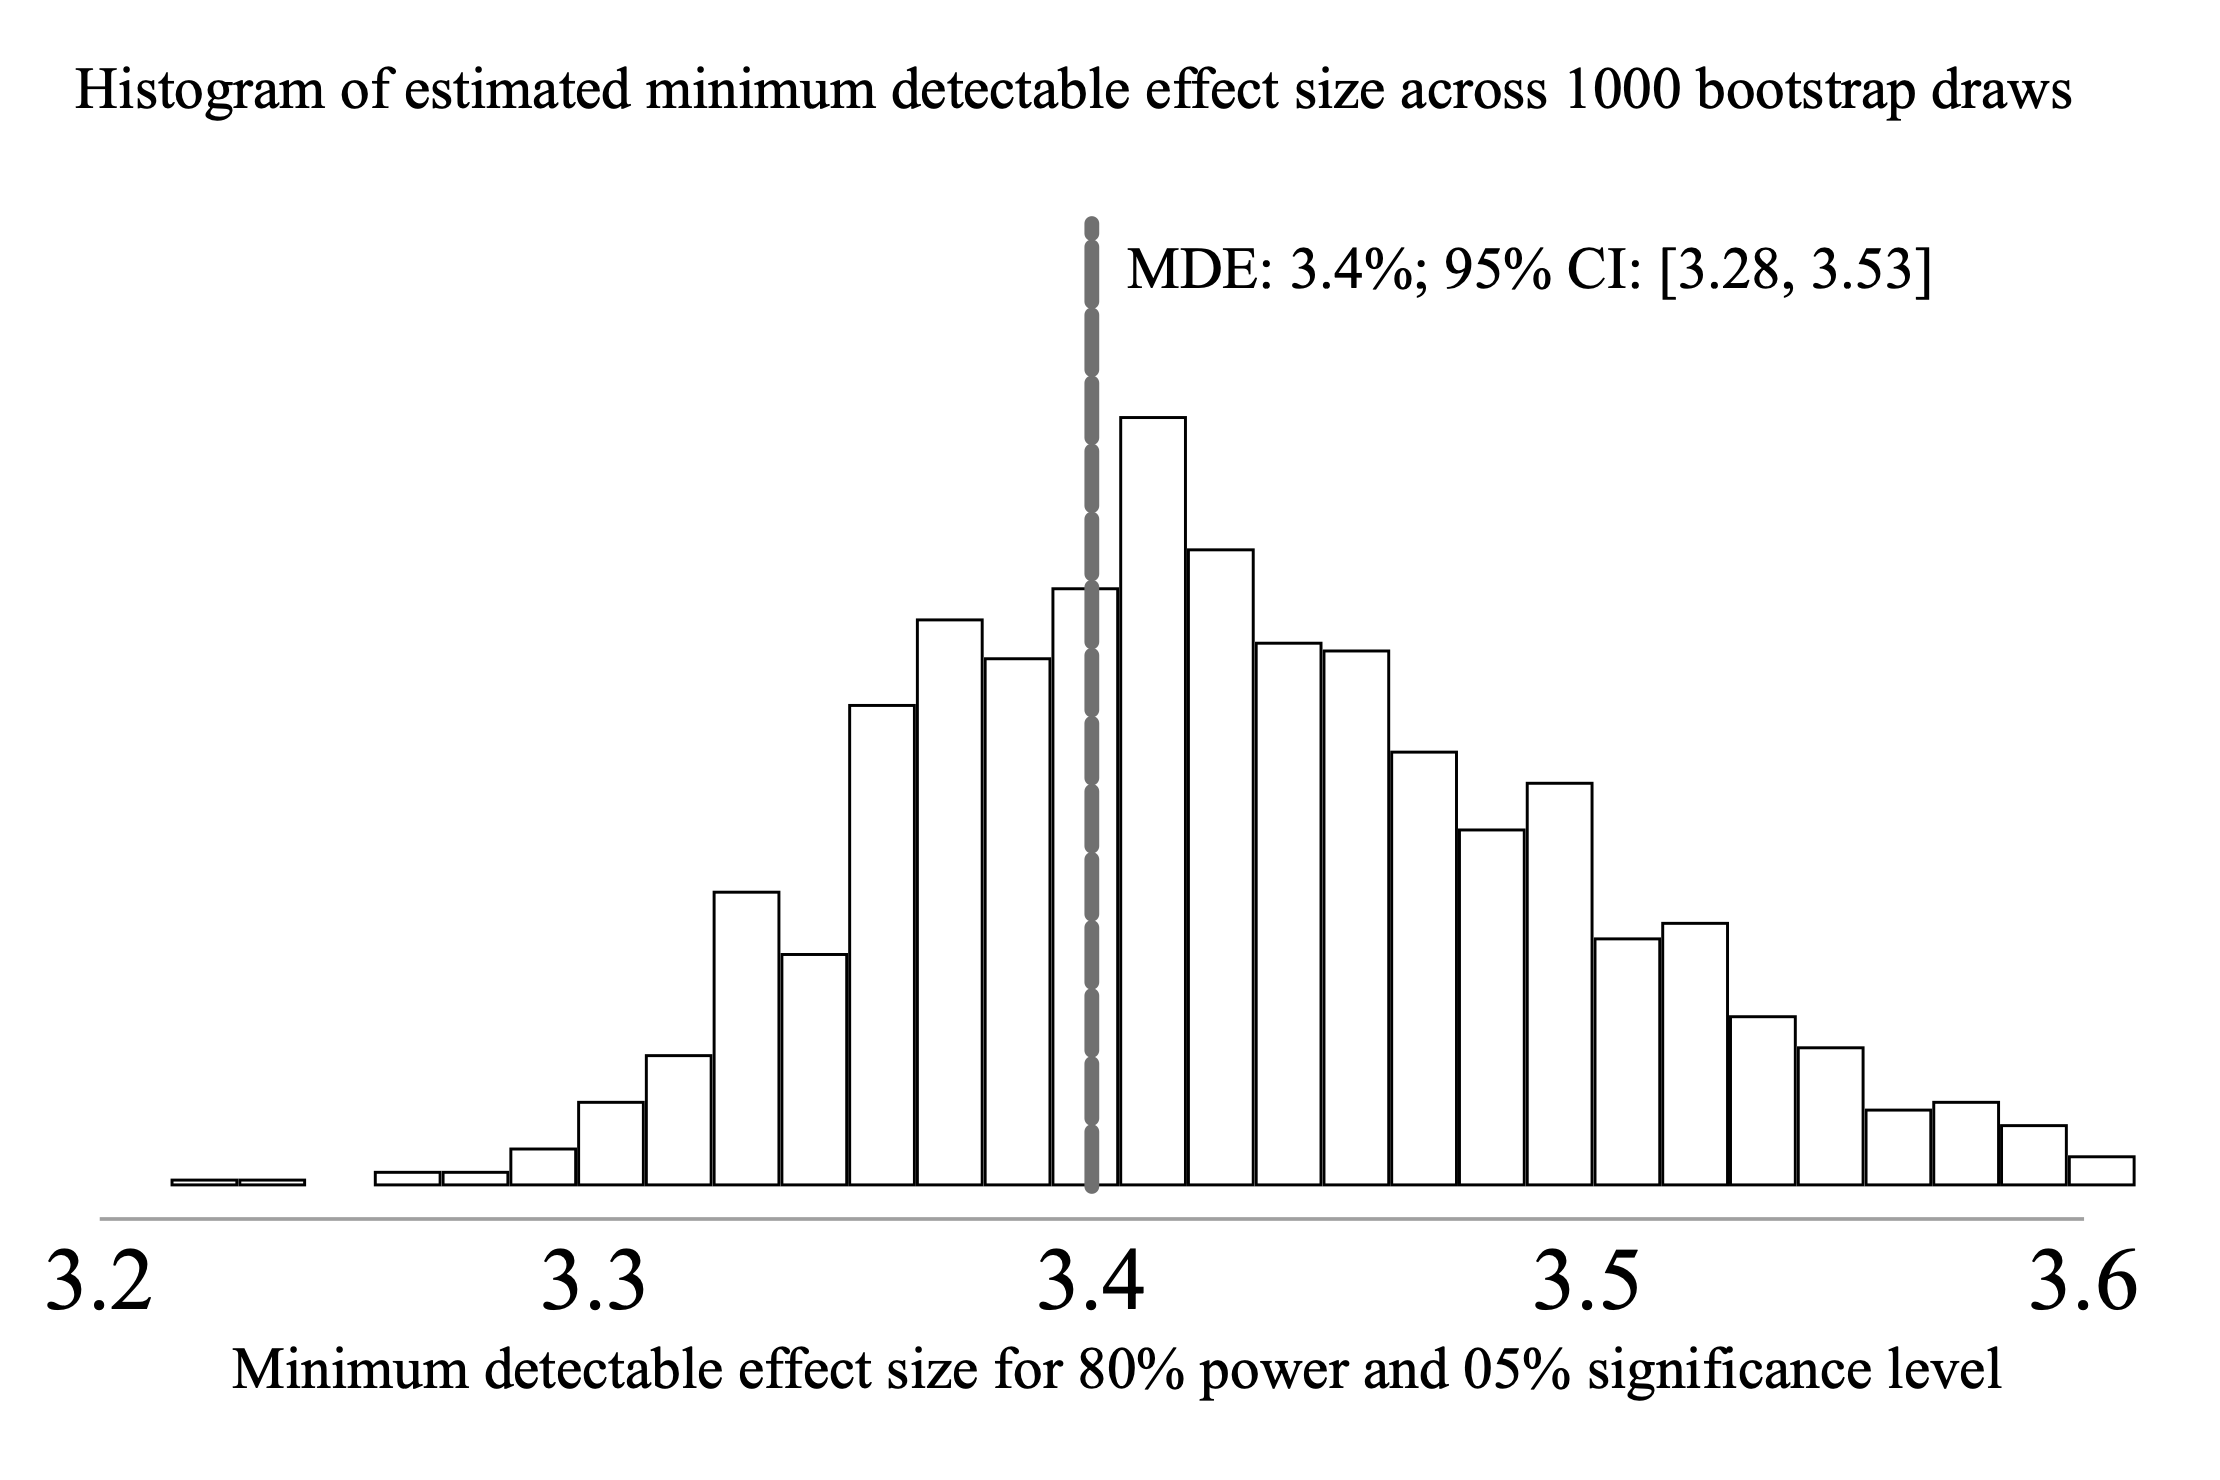 Histogram of estimated minimum detectable effect size across 1000 bootstrap draws
MDE: 3.4%; 95% CI: [3.28, 3.53]
3.2 3.3 3.4 3.5 3.6
Minimum detectable effect size for 80% power and 05% significance level